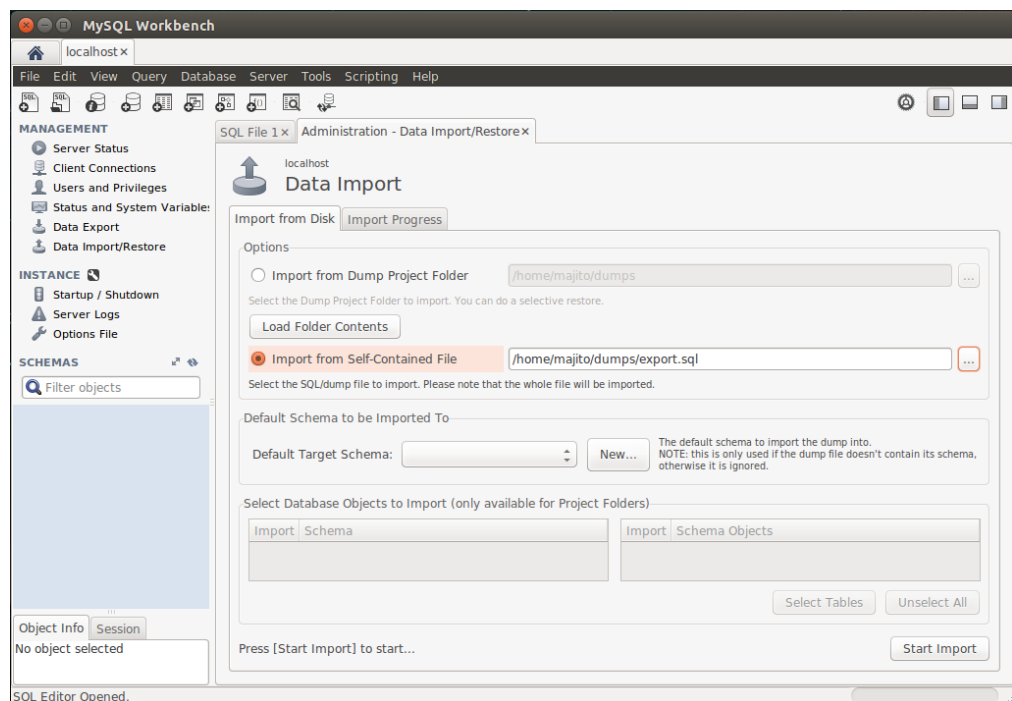 MySQL Workbench
localhost×
File Edit View Query Database Server Tools Scripting Help
MANAGEMENT
Server Status
Client Connections
Users and Privileges
Status and System Variable
Data Export
Data Import/Restore
INSTANCE
Startup / Shutdown
Server Logs
Options File
SCHEMAS
Filter objects
Object Info Session
No object selected
SQL File 1× Administration - Data Import/Restore×
localhost
Data Import
Import from Disk Import Progress
Options
Import from Dump Project Folder /home/majito/dumps ...
Select the Dump Project Folder to import. You can do a selective restore.
Load Folder Contents
Import from Self-Contained File /home/majito/dumps/export.sql ...
Select the SQL/dump file to import. Please note that the whole file will be imported.
Default Schema to be Imported To
Default Target Schema: New...
The default schema to import the dump into.
NOTE: this is only used if the dump file doesn't contain its schema,
otherwise it is ignored.
Select Database Objects to Import (only available for Project Folders)
Import Schema Import Schema Objects
Select Tables Unselect All
Press [Start Import] to start... Start Import
SQL Editor Opened.